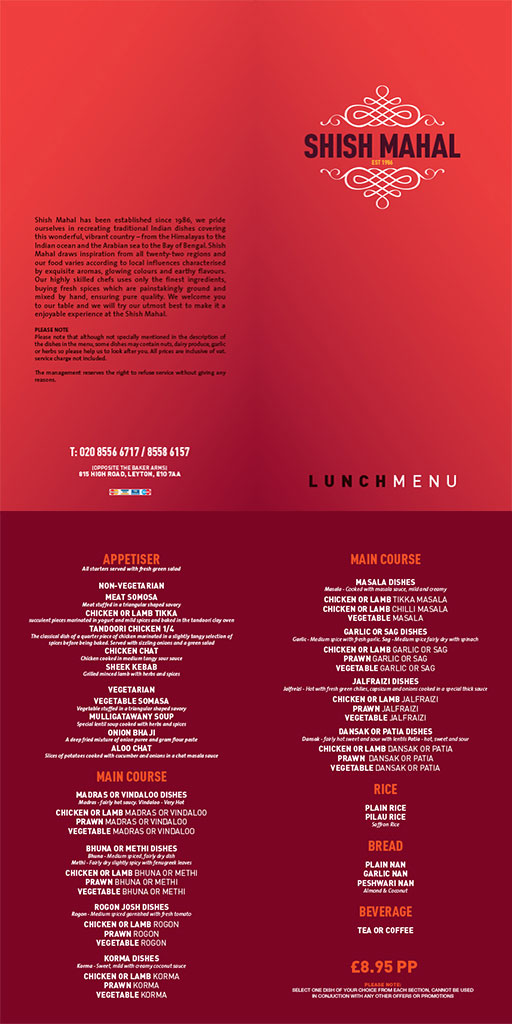 SHISH MAHAL
EST 1986
Shish Mahal has been established since 1986, we pride
ourselves in recreating traditional Indian dishes covering
this wonderful, vibrant country – from the Himalayas to the
Indian ocean and the Arabian sea to the Bay of Bengal. Shish
Mahal draws inspiration from all twenty-two regions and
our food varies according to local influences characterised
by exquisite aromas, glowing colours and earthy flavours.
Our highly skilled chefs uses only the finest ingredients,
buying fresh spices which are painstakingly ground and
mixed by hand, ensuring pure quality. We welcome you
to our table and we will try our utmost best to make it a
enjoyable experience at the Shish Mahal.
PLEASE NOTE
Please note that although not specially mentioned in the description of
the dishes in the menu, some dishes may contain nuts, dairy produce, garlic
or herbs so please help us to look after you. All prices are inclusive of vat.
service charge not included.
The management reserves the right to refuse service without giving any
reasons.
T: 020 8556 6717 / 8558 6157
(OPPOSITE THE BAKER ARMS)
815 HIGH ROAD, LEYTON, E10 7AA
LUNCHMENU
APPETISER
All starters served with fresh green salad
NON-VEGETARIAN
MEAT SOMOSA
Meat stuffed in a triangular shaped savory
CHICKEN OR LAMB TIKKA
succulent pieces marinated in yogurt and mild spices and baked in the tandoori clay oven
TANDOORI CHICKEN 1/4
The classical dish of a quarter piece of chicken marinated in a slightly tangy selection of
spices before being baked. Served with sizzling onions and a green salad
CHICKEN CHAT
Chicken cooked in medium tangy sour sauce
SHEEK KEBAB
Grilled minced lamb with herbs and spices
VEGETARIAN
VEGETABLE SOMASA
Vegetable stuffed in a triangular shaped savory
MULLIGATAWANY SOUP
Special lentil soup cooked with herbs and spices
ONION BHAJI
A deep fried mixture of onion puree and gram flour paste
ALOO CHAT
Slices of potatoes cooked with cucumber and onions in a chat masala sauce
MAIN COURSE
MADRAS OR VINDALOO DISHES
Madras - fairly hot saucy. Vindaloo - Very Hot
CHICKEN OR LAMB MADRAS OR VINDALOO
PRAWN MADRAS OR VINDALOO
VEGETABLE MADRAS OR VINDALOO
BHUNA OR METHI DISHES
Bhuna - Medium spiced, fairly dry dish
Methi - Fairly dry slightly spicy with fenugreek leaves
CHICKEN OR LAMB BHUNA OR METHI
PRAWN BHUNA OR METHI
VEGETABLE BHUNA OR METHI
ROGON JOSH DISHES
Rogon - Medium spiced garnished with fresh tomato
CHICKEN OR LAMB ROGON
PRAWN ROGON
VEGETABLE ROGON
KORMA DISHES
Korma - Sweet, mild with creamy coconut sauce
CHICKEN OR LAMB KORMA
PRAWN KORMA
VEGETABLE KORMA
MAIN COURSE
MASALA DISHES
Masala - Cooked with masala sauce, mild and creamy
CHICKEN OR LAMB TIKKA MASALA
CHICKEN OR LAMB CHILLI MASALA
VEGETABLE MASALA
GARLIC OR SAG DISHES
Garlic - Medium spice with fresh garlic. Sag - Medium spice fairly dry with spinach
CHICKEN OR LAMB GARLIC OR SAG
PRAWN GARLIC OR SAG
VEGETABLE GARLIC OR SAG
JALFRAIZI DISHES
Jalfraizi - Hot with fresh green chilies, capsicum and onions cooked in a special thick sauce
CHICKEN OR LAMB JALFRAIZI
PRAWN JALFRAIZI
VEGETABLE JALFRAIZI
DANSAK OR PATIA DISHES
Dansak - fairly hot sweet and sour with lentils Patia - hot, sweet and sour
CHICKEN OR LAMB DANSAK OR PATIA
PRAWN DANSAK OR PATIA
VEGETABLE DANSAK OR PATIA
RICE
PLAIN RICE
PILAU RICE
Saffron Rice
BREAD
PLAIN NAN
GARLIC NAN
PESHWARI NAN
Almond & Coconut
BEVERAGE
TEA OR COFFEE
£8.95 PP
PLEASE NOTE:
SELECT ONE DISH OF YOUR CHOICE FROM EACH SECTION, CANNOT BE USED
IN CONJUCTION WITH ANY OTHER OFFERS OR PROMOTIONS